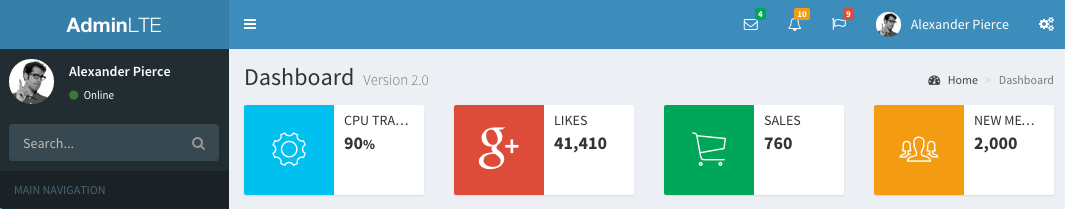 AdminLTE
4
10
9
Alexander Pierce
Alexander Pierce
Online
Search...
MAIN NAVIGATION
Dashboard Version 2.0
Home > Dashboard
CPU TRA...
90%
g+
LIKES
41,410
SALES
760
NEW ME...
2,000